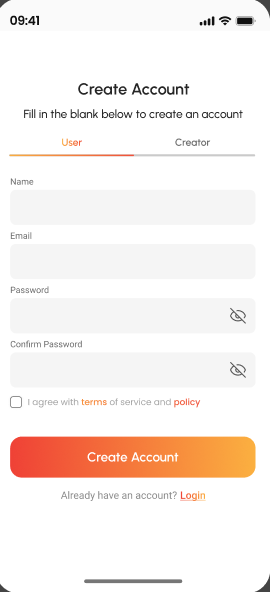 09:41
Create Account
Fill in the blank below to create an account
User Creator
Name
Email
Password
Confirm Password
I agree with terms of service and policy
Create Account
Already have an account? Login